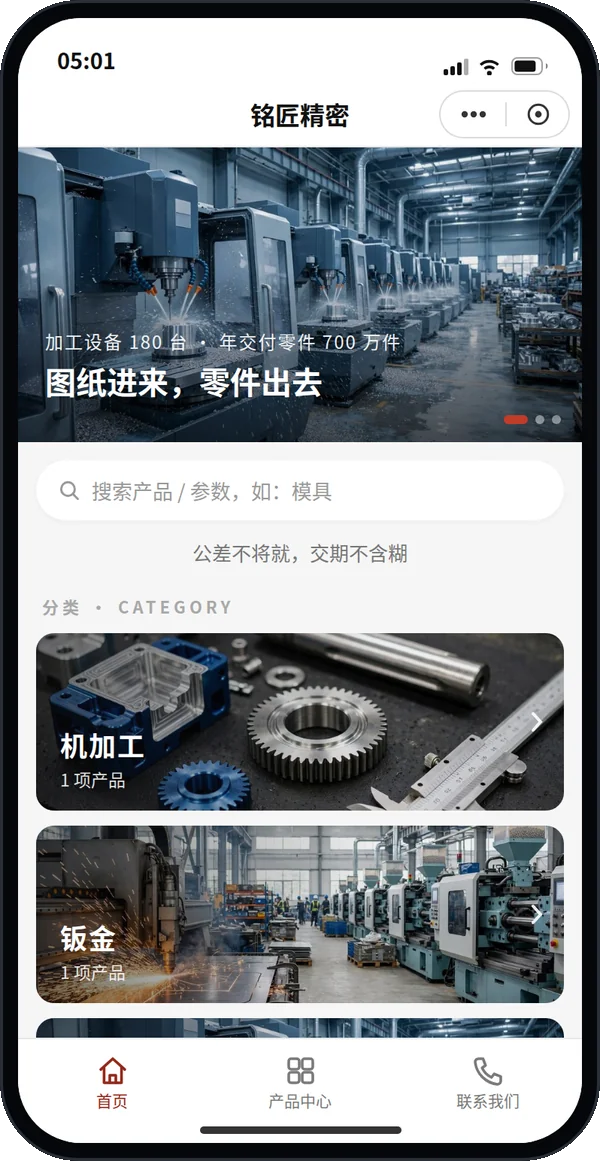 05:01
铭匠精密
加工设备 180 台 · 年交付零件 700 万件
图纸进来，零件出去
搜索产品 / 参数，如：模具
公差不将就，交期不含糊
分类 · CATEGORY
机加工
1 项产品
钣金
1 项产品
首页
产品中心
联系我们